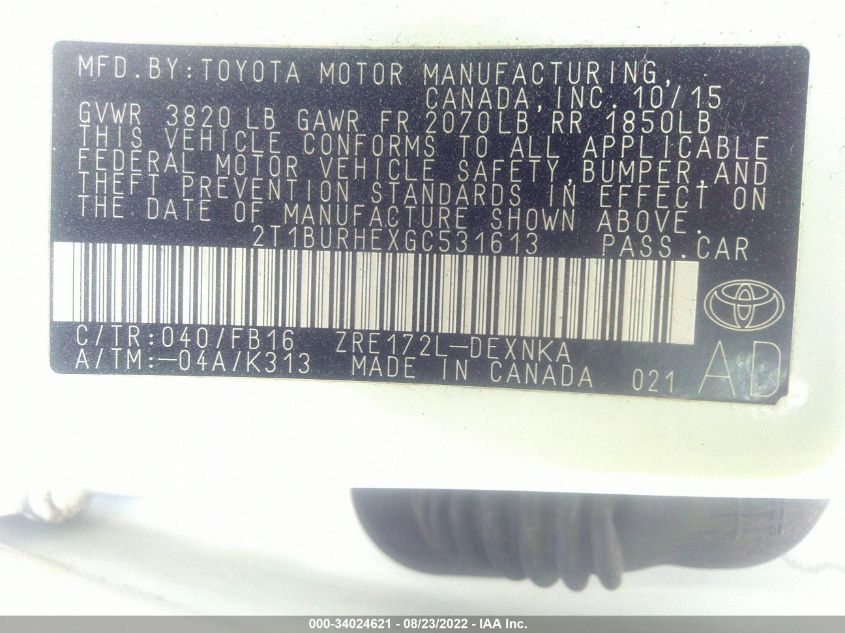 MFD.BY:TOYOTA MOTOR MANUFACTURING,
CANADA,INC. 10/15
GVWR 3820 LB GAWR FR 2070LB RR 1850LB
THIS VEHICLE CONFORMS TO ALL APPLICABLE
FEDERAL MOTOR VEHICLE SAFETY,BUMPER,AND
THEFT PREVENTION STANDARDS IN EFFECT ON
THE DATE OF MANUFACTURE SHOWN ABOVE.
2T1BURHEXGC531613 PASS.CAR
C/TR:040/FB16 ZRE172L-DEXNKA
A/TM:-04A/K313 MADE IN CANADA 021 AD
000-34024621 - 08/23/2022 - IAA Inc.